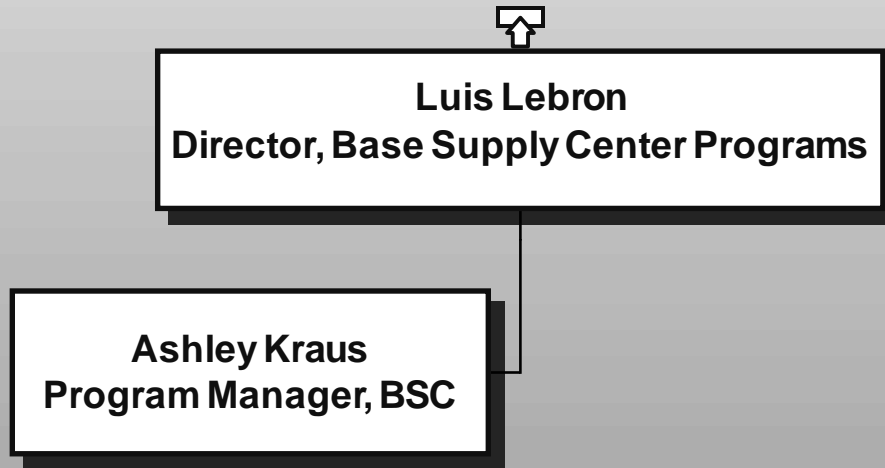 Luis Lebron
Director, Base Supply Center Programs
Ashley Kraus
Program Manager, BSC